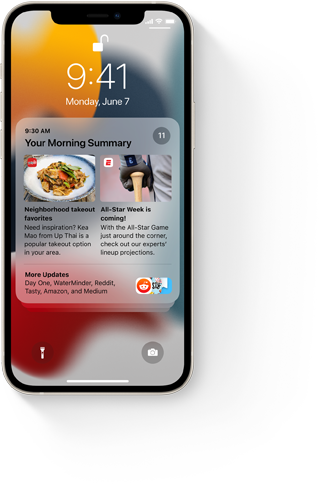 9:41
Monday, June 7
9:30 AM
Your Morning Summary
11
Neighborhood takeout
favorites
Need inspiration? Kea
Mao from Up Thai is a
popular takeout option
in your area.
All-Star Week is
coming!
With the All-Star Game
just around the corner,
check out our experts'
lineup projections.
More Updates
Day One, WaterMinder, Reddit,
Tasty, Amazon, and Medium